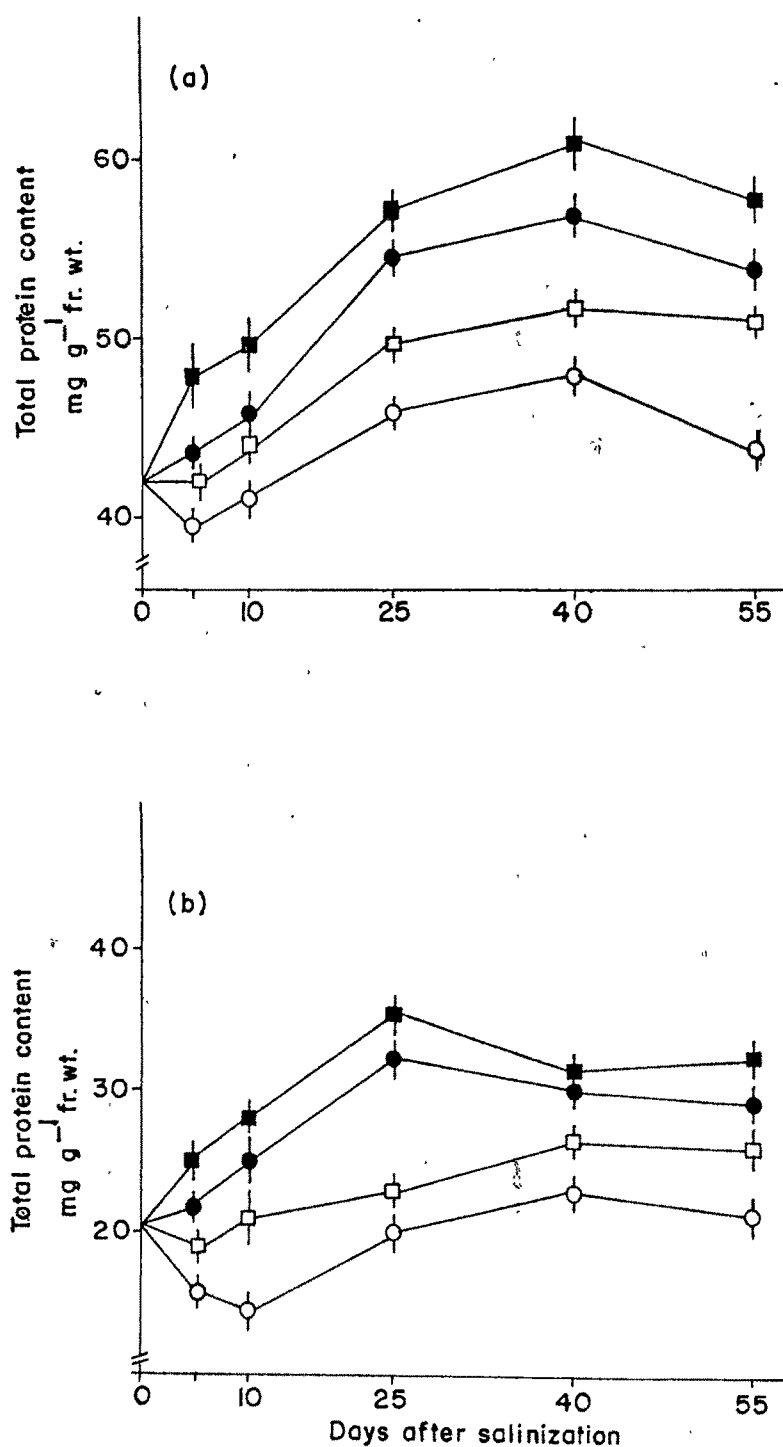 (a)
Total protein content
mg g⁻¹ fr. wt.
60
50
40
0 10 25 40 55
(b)
Total protein content
mg g⁻¹ fr. wt.
40
30
20
0 10 25 40 55
Days after salinization